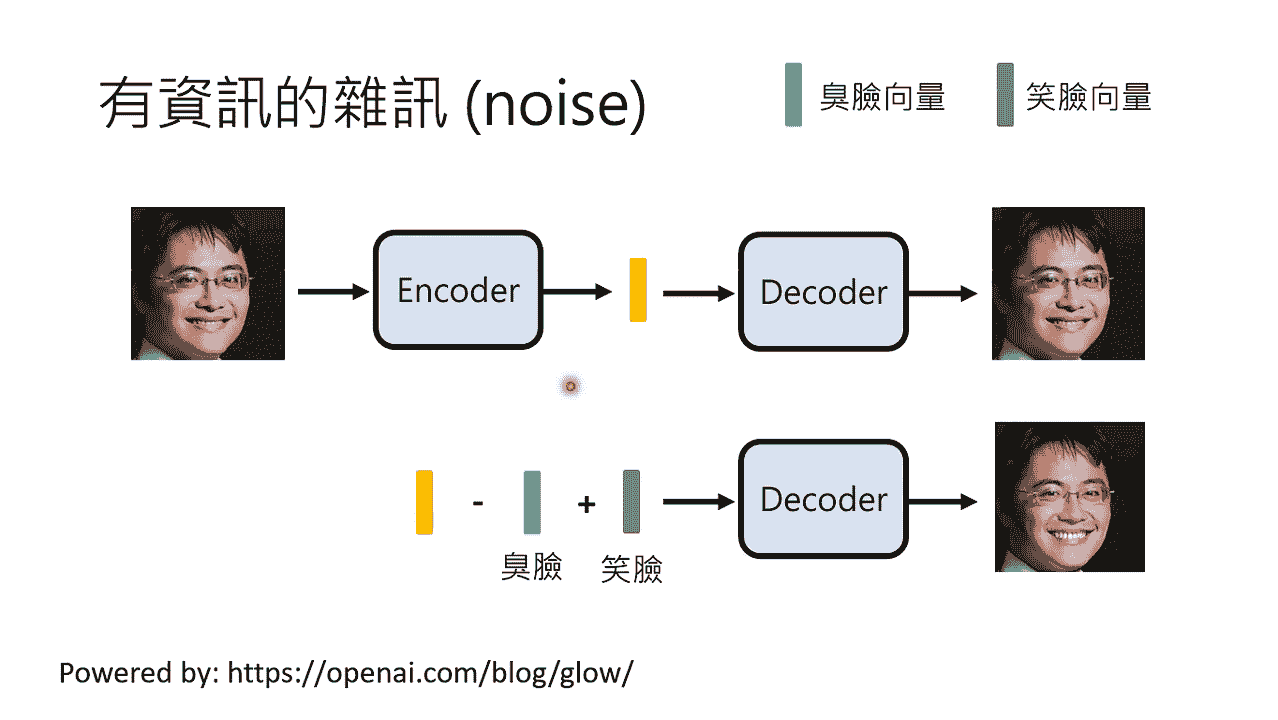 有資訊的雜訊 (noise)
臭臉向量
笑臉向量
Encoder
Decoder
-
+
臭臉
笑臉
Decoder
Powered by: https://openai.com/blog/glow/